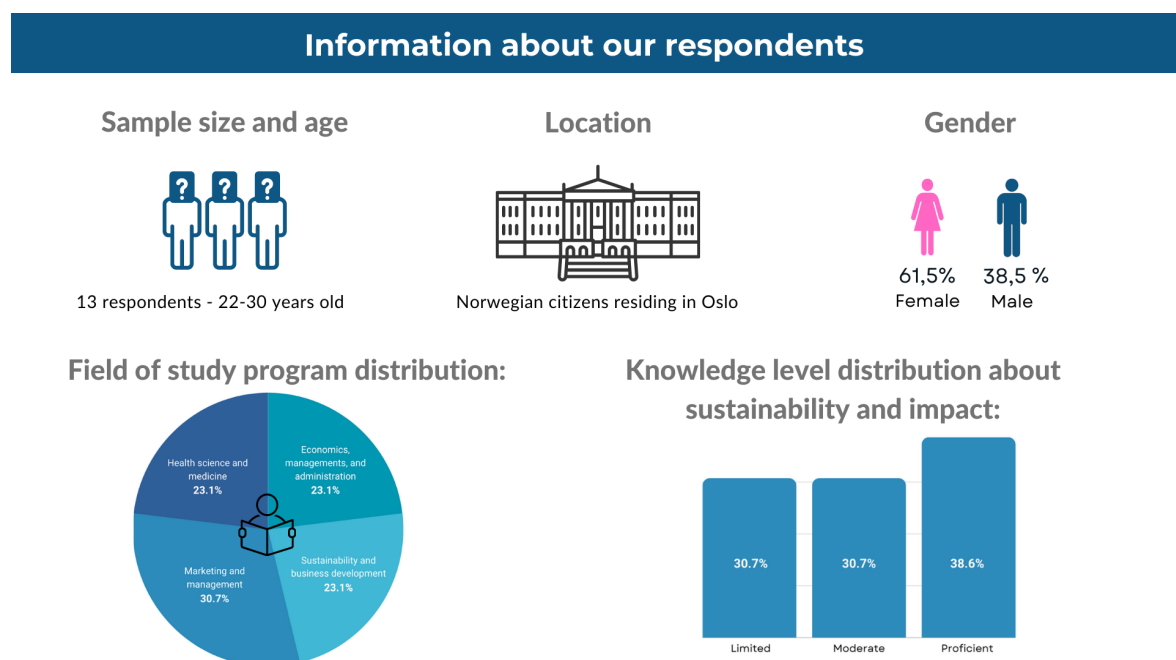 Information about our respondents
Sample size and age
Location
Gender
? ? ?
13 respondents - 22-30 years old
Norwegian citizens residing in Oslo
61,5%
Female
38,5 %
Male
Field of study program distribution:
Health science and
medicine
23.1%
Economics,
managements, and
administration
23.1%
Marketing and
management
30.7%
Sustainability and
business development
23.1%
Knowledge level distribution about
sustainability and impact:
30.7%
30.7%
38.6%
Limited
Moderate
Proficient